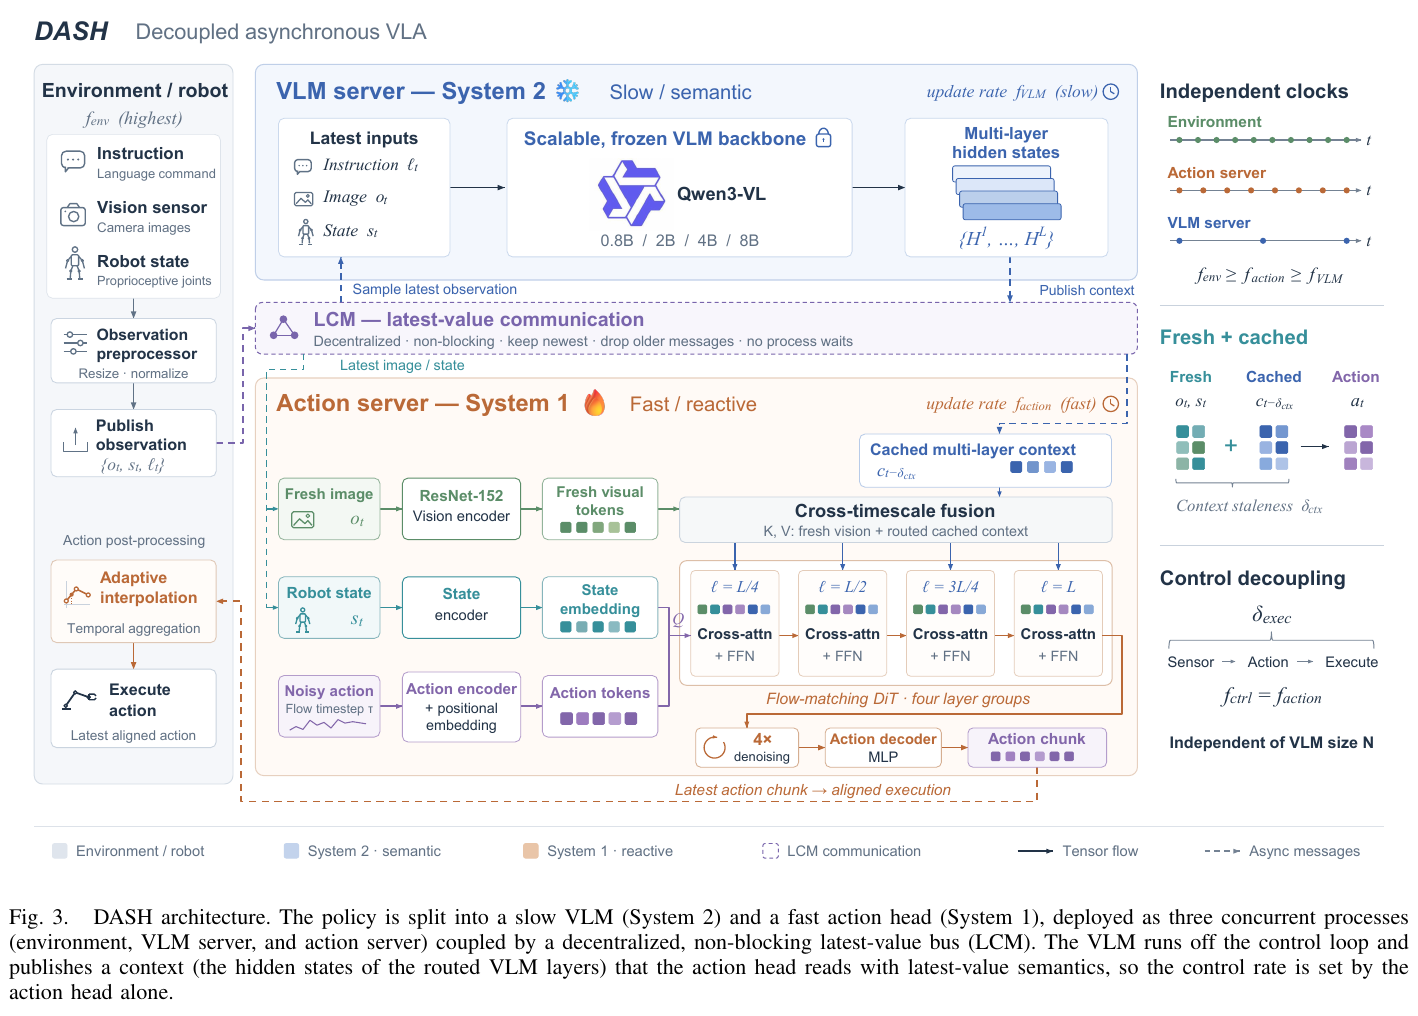 DASH Decoupled asynchronous VLA
Environment / robot
f_env (highest)
Instruction
Language command
Vision sensor
Camera images
Robot state
Proprioceptive joints
Observation
preprocessor
Resize · normalize
Publish
observation
{o_t, s_t, ℓ_t}
Action post-processing
Adaptive
interpolation
Temporal aggregation
Execute
action
Latest aligned action
VLM server — System 2 Slow / semantic update rate f_VLM (slow)
Latest inputs
Instruction ℓ_t
Image o_t
State s_t
Scalable, frozen VLM backbone
Qwen3-VL
0.8B / 2B / 4B / 8B
Multi-layer
hidden states
{H^1, ..., H^L}
Sample latest observation
Publish context
LCM — latest-value communication
Decentralized · non-blocking · keep newest · drop older messages · no process waits
Latest image / state
Action server — System 1 Fast / reactive update rate f_action (fast)
Cached multi-layer context
c_{t−δ_ctx}
Fresh image
o_t
ResNet-152
Vision encoder
Fresh visual
tokens
Cross-timescale fusion
K, V: fresh vision + routed cached context
Robot state
s_t
State
encoder
State
embedding
Q
ℓ = L/4
Cross-attn
+ FFN
ℓ = L/2
Cross-attn
+ FFN
ℓ = 3L/4
Cross-attn
+ FFN
ℓ = L
Cross-attn
+ FFN
Noisy action
Flow timestep τ
Action encoder
+ positional
embedding
Action tokens
Flow-matching DiT · four layer groups
4×
denoising
Action decoder
MLP
Action chunk
Latest action chunk → aligned execution
Independent clocks
Environment
t
Action server
t
VLM server
t
f_env ≥ f_action ≥ f_VLM
Fresh + cached
Fresh Cached Action
o_t, s_t c_{t−δ_ctx} a_t
+
Context staleness δ_ctx
Control decoupling
δ_exec
Sensor → Action → Execute
f_ctrl = f_action
Independent of VLM size N
Environment / robot System 2 · semantic System 1 · reactive LCM communication Tensor flow Async messages
Fig. 3. DASH architecture. The policy is split into a slow VLM (System 2) and a fast action head (System 1), deployed as three concurrent processes
(environment, VLM server, and action server) coupled by a decentralized, non-blocking latest-value bus (LCM). The VLM runs off the control loop and
publishes a context (the hidden states of the routed VLM layers) that the action head reads with latest-value semantics, so the control rate is set by the
action head alone.